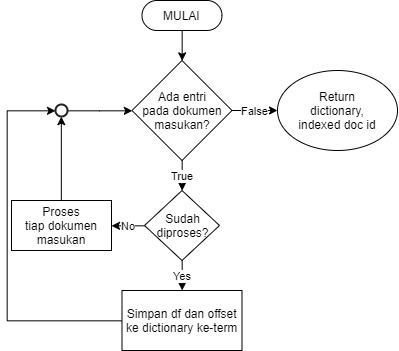 MULAI
Ada entri
pada dokumen
masukan?
False
Return
dictionary,
indexed doc id
True
Sudah
diproses?
No
Proses
tiap dokumen
masukan
Yes
Simpan df dan offset
ke dictionary ke-term